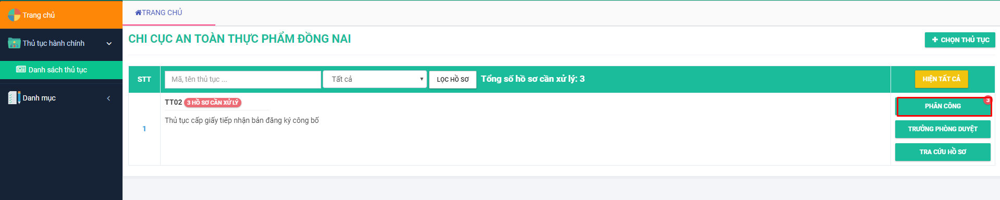 Trang chủ
Thủ tục hành chính
Danh sách thủ tục
Danh mục
TRANG CHỦ
CHI CỤC AN TOÀN THỰC PHẨM ĐỒNG NAI
CHỌN THỦ TỤC
STT
Mã, tên thủ tục ...
Tất cả
LỌC HỒ SƠ
Tổng số hồ sơ cần xử lý: 3
HIỆN TẤT CẢ
1
TT02 3 HỒ SƠ CẦN XỬ LÝ
Thủ tục cấp giấy tiếp nhận bản đăng ký công bố
PHÂN CÔNG 3
TRƯỞNG PHÒNG DUYỆT
TRA CỨU HỒ SƠ